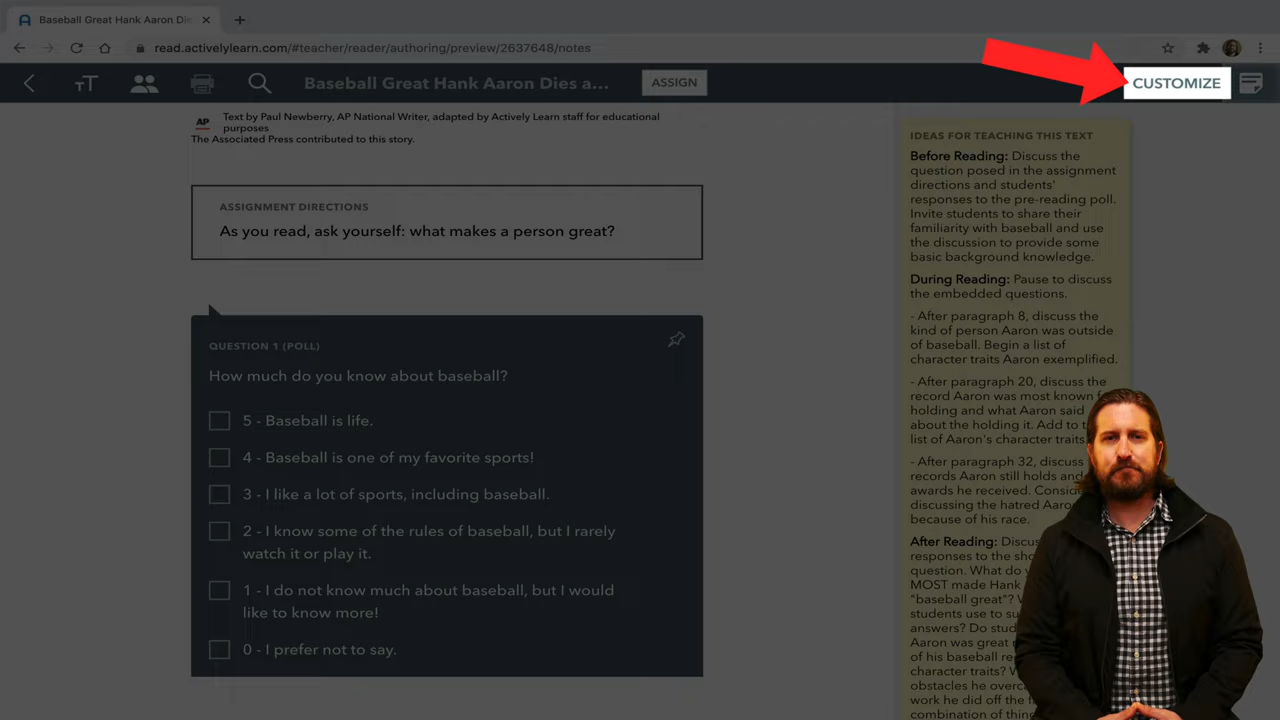 Baseball Great Hank Aaron Die
read.activelylearn.com/#teacher/reader/authoring/preview/2637648/notes
Baseball Great Hank Aaron Dies a...
ASSIGN
CUSTOMIZE
AP
Text by Paul Newberry, AP National Writer, adapted by Actively Learn staff for educational
purposes
The Associated Press contributed to this story.
ASSIGNMENT DIRECTIONS
As you read, ask yourself: what makes a person great?
QUESTION 1 (POLL)
How much do you know about baseball?
5 - Baseball is life.
4 - Baseball is one of my favorite sports!
3 - I like a lot of sports, including baseball.
2 - I know some of the rules of baseball, but I rarely
watch it or play it.
1 - I do not know much about baseball, but I would
like to know more!
0 - I prefer not to say.
IDEAS FOR TEACHING THIS TEXT
Before Reading: Discuss the
question posed in the assignment
directions and students'
responses to the pre-reading poll.
Invite students to share their
familiarity with baseball and use
the discussion to provide some
basic background knowledge.
During Reading: Pause to discuss
the embedded questions.
- After paragraph 8, discuss the
kind of person Aaron was outside
of baseball. Begin a list of
character traits Aaron exemplified.
- After paragraph 20, discuss the
record Aaron was most known
holding and what Aaron said
about the holding it. Add to
list of Aaron's character traits
- After paragraph 32, discuss
records Aaron still holds and
awards he received.
discussing the hatred
because of his race.
After Reading:
responses to the
question. What do
MOST made Hank
"baseball great"?
students use to
answers? Do
Aaron was great
of his baseball
character traits?
obstacles he
work he did off the
combination of